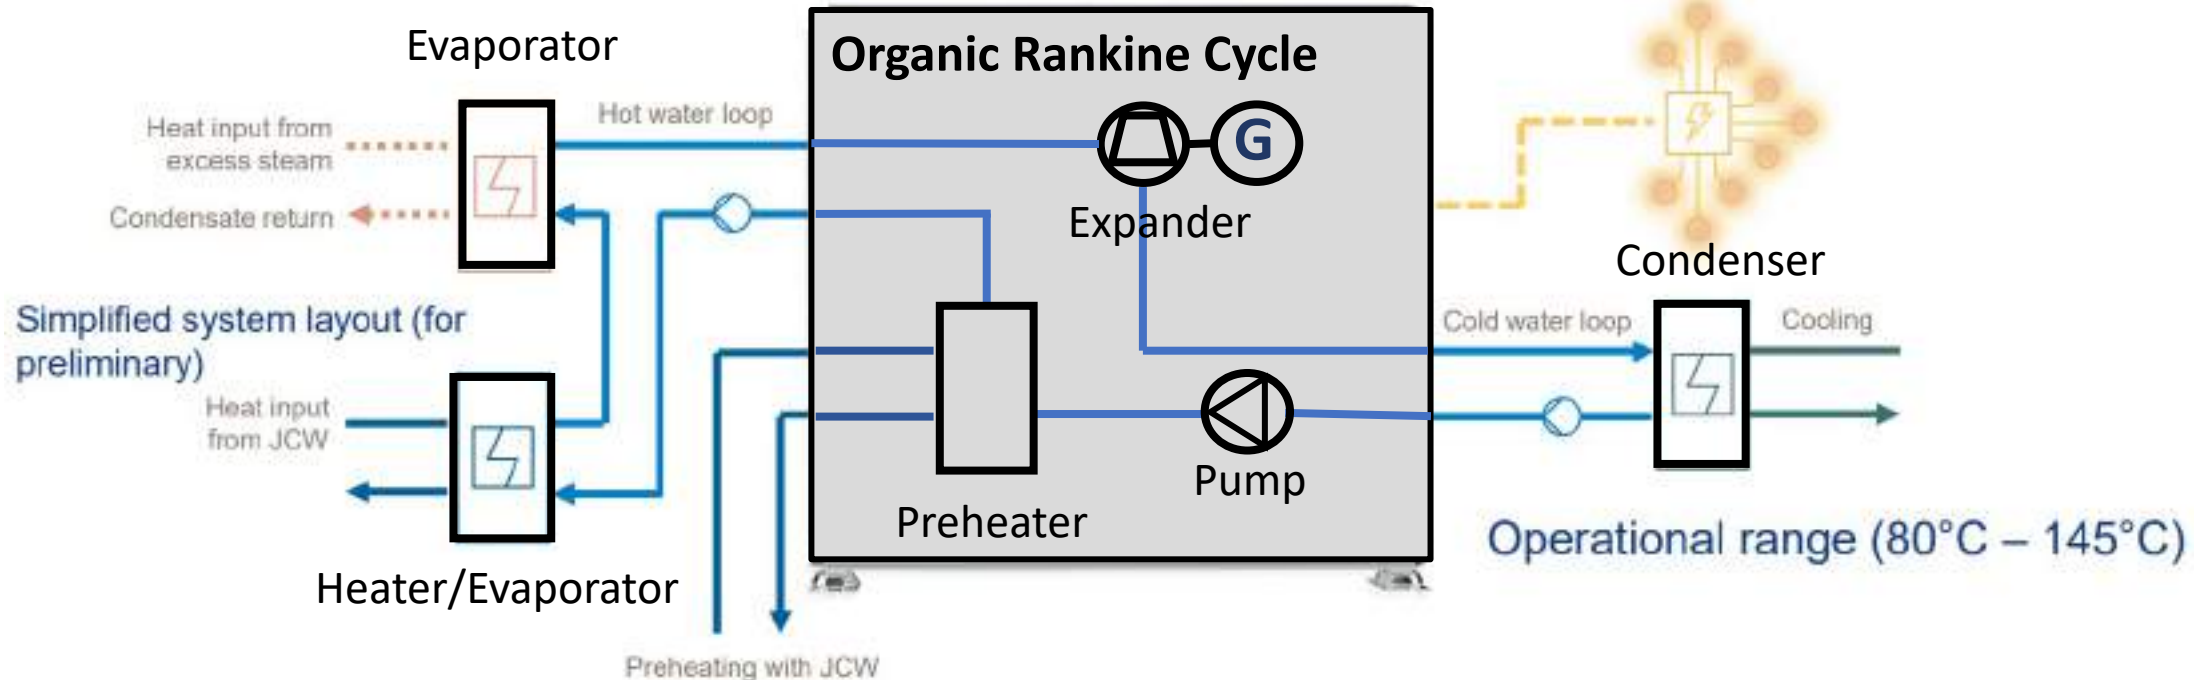 Evaporator
Organic Rankine Cycle
Hot water loop
Heat input from
excess steam
G
Condensate return
Expander
Condenser
Simplified system layout (for
preliminary)
Cold water loop
Cooling
Heat input
from JCW
Pump
Preheater
Operational range (80°C – 145°C)
Heater/Evaporator
Preheating with JCW